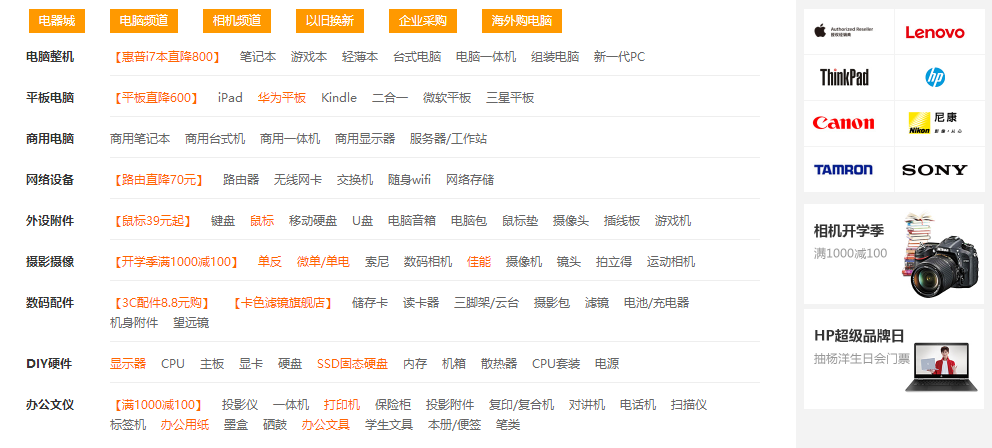 电器城 电脑频道 相机频道 以旧换新 企业采购 海外购电脑
电脑整机 【惠普i7本直降800】 笔记本 游戏本 轻薄本 台式电脑 电脑一体机 组装电脑 新一代PC
平板电脑 【平板直降600】 iPad 华为平板 Kindle 二合一 微软平板 三星平板
商用电脑 商用笔记本 商用台式机 商用一体机 商用显示器 服务器/工作站
网络设备 【路由直降70元】 路由器 无线网卡 交换机 随身wifi 网络存储
外设附件 【鼠标39元起】 键盘 鼠标 移动硬盘 U盘 电脑音箱 电脑包 鼠标垫 摄像头 插线板 游戏机
摄影摄像 【开学季满1000减100】 单反 微单/单电 索尼 数码相机 佳能 摄像机 镜头 拍立得 运动相机
数码配件 【3C配件8.8元购】 【卡色滤镜旗舰店】 储存卡 读卡器 三脚架/云台 摄影包 滤镜 电池/充电器
机身附件 望远镜
DIY硬件 显示器 CPU 主板 显卡 硬盘 SSD固态硬盘 内存 机箱 散热器 CPU套装 电源
办公文仪 【满1000减100】 投影仪 一体机 打印机 保险柜 投影附件 复印/复合机 对讲机 电话机 扫描仪
标签机 办公用纸 墨盒 硒鼓 办公文具 学生文具 本册/便签 笔类
Authorized Reseller
授权经销商
Lenovo
ThinkPad
hp
Canon
Nikon 尼康
影像·从心
TAMRON
SONY
相机开学季
满1000减100
HP超级品牌日
抽杨洋生日会门票